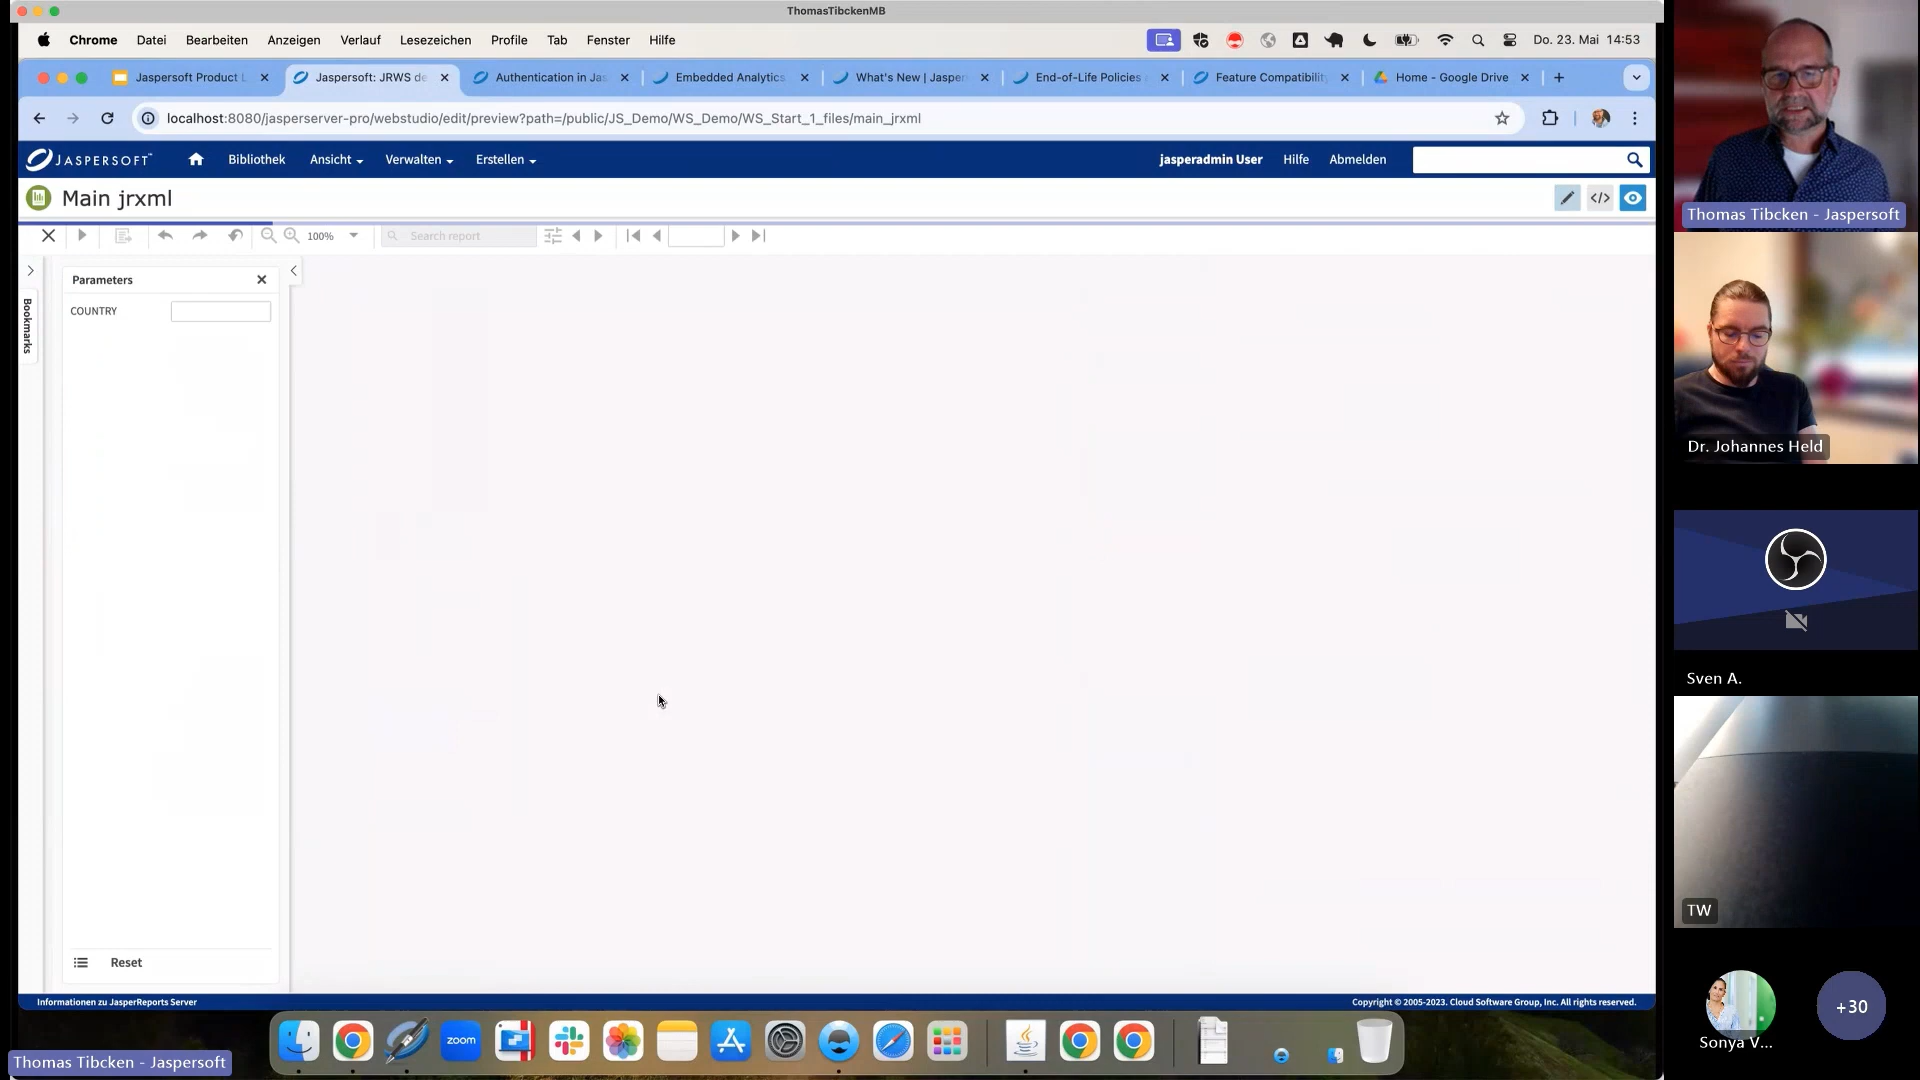 ThomasTibckenMB
Chrome Datei Bearbeiten Anzeigen Verlauf Lesezeichen Profile Tab Fenster Hilfe Do. 23. Mai 14:53
Jaspersoft Product L Jaspersoft: JRWS de Authentication in Jas Embedded Analytics What's New | Jasper End-of-Life Policies Feature Compatibility Home - Google Drive
localhost:8080/jasperserver-pro/webstudio/edit/preview?path=/public/JS_Demo/WS_Demo/WS_Start_1_files/main_jrxml
JASPERSOFT Bibliothek Ansicht Verwalten Erstellen jasperadmin User Hilfe Abmelden
Main jrxml
100% Search report
Parameters
COUNTRY
Bookmarks
Reset
Informationen zu JasperReports Server Copyright © 2005-2023. Cloud Software Group, Inc. All rights reserved.
zoom
Thomas Tibcken - Jaspersoft
Thomas Tibcken - Jaspersoft
Dr. Johannes Held
Sven A.
TW
Sonya V...
+30